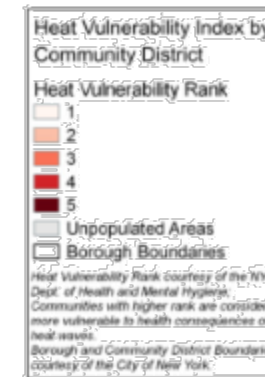 Heat Vulnerability Index by
Community District
Heat Vulnerability Rank
1
2
3
4
5
Unpopulated Areas
Borough Boundaries
Heat Vulnerability Rank courtesy of the NY
Dept. of Health and Mental Hygiene.
Communities with higher rank are conside
more vulnerable to health consequences o
heat waves.
Borough and Community District Boundari
courtesy of the City of New York.